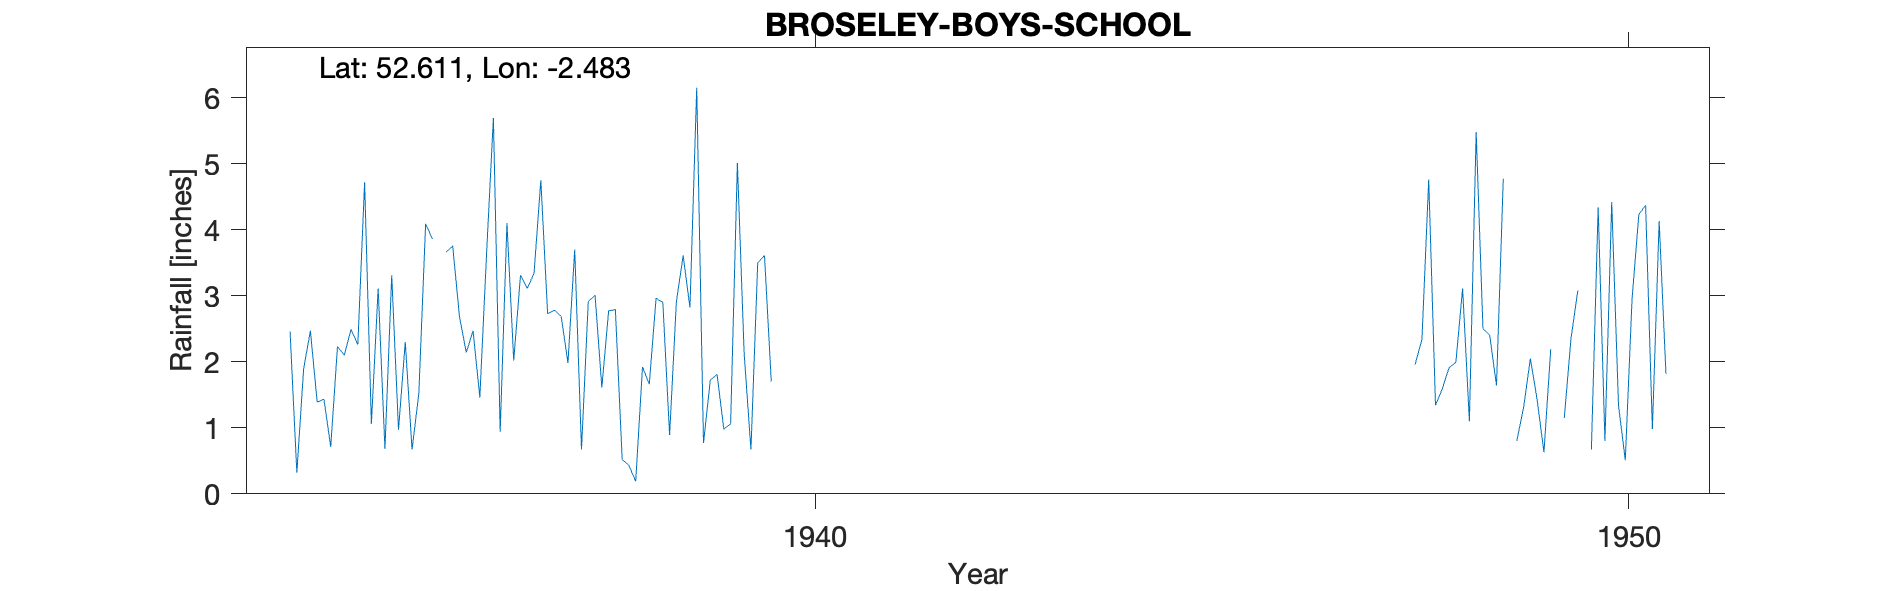 BROSELEY-BOYS-SCHOOL
Lat: 52.611, Lon: -2.483
6
5
4
3
2
1
0
Rainfall [inches]
1940
1950
Year